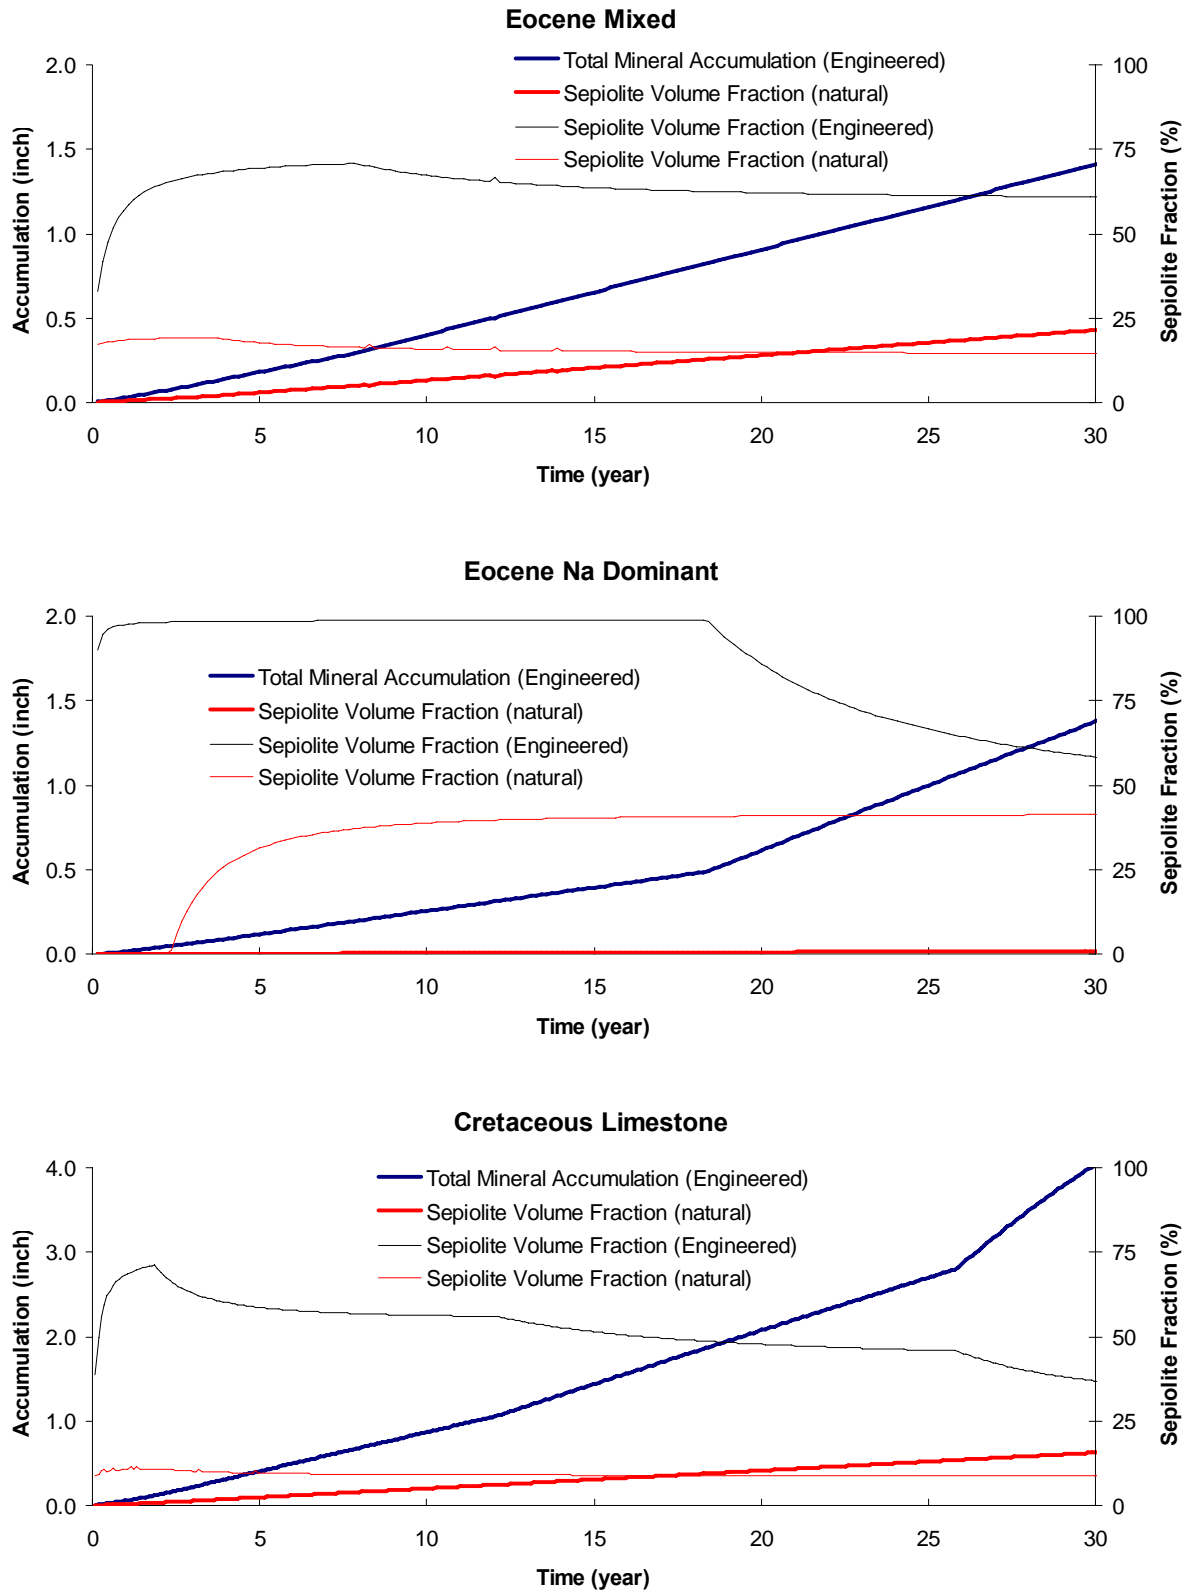 Eocene Mixed
Total Mineral Accumulation (Engineered)
Sepiolite Volume Fraction (natural)
Sepiolite Volume Fraction (Engineered)
Sepiolite Volume Fraction (natural)
2.0
1.5
1.0
0.5
0.0
100
75
50
25
0
Accumulation (inch)
Sepiolite Fraction (%)
0 5 10 15 20 25 30
Time (year)
Eocene Na Dominant
Total Mineral Accumulation (Engineered)
Sepiolite Volume Fraction (natural)
Sepiolite Volume Fraction (Engineered)
Sepiolite Volume Fraction (natural)
2.0
1.5
1.0
0.5
0.0
100
75
50
25
0
Accumulation (inch)
Sepiolite Fraction (%)
0 5 10 15 20 25 30
Time (year)
Cretaceous Limestone
Total Mineral Accumulation (Engineered)
Sepiolite Volume Fraction (natural)
Sepiolite Volume Fraction (Engineered)
Sepiolite Volume Fraction (natural)
4.0
3.0
2.0
1.0
0.0
100
75
50
25
0
Accumulation (inch)
Sepiolite Fraction (%)
0 5 10 15 20 25 30
Time (year)